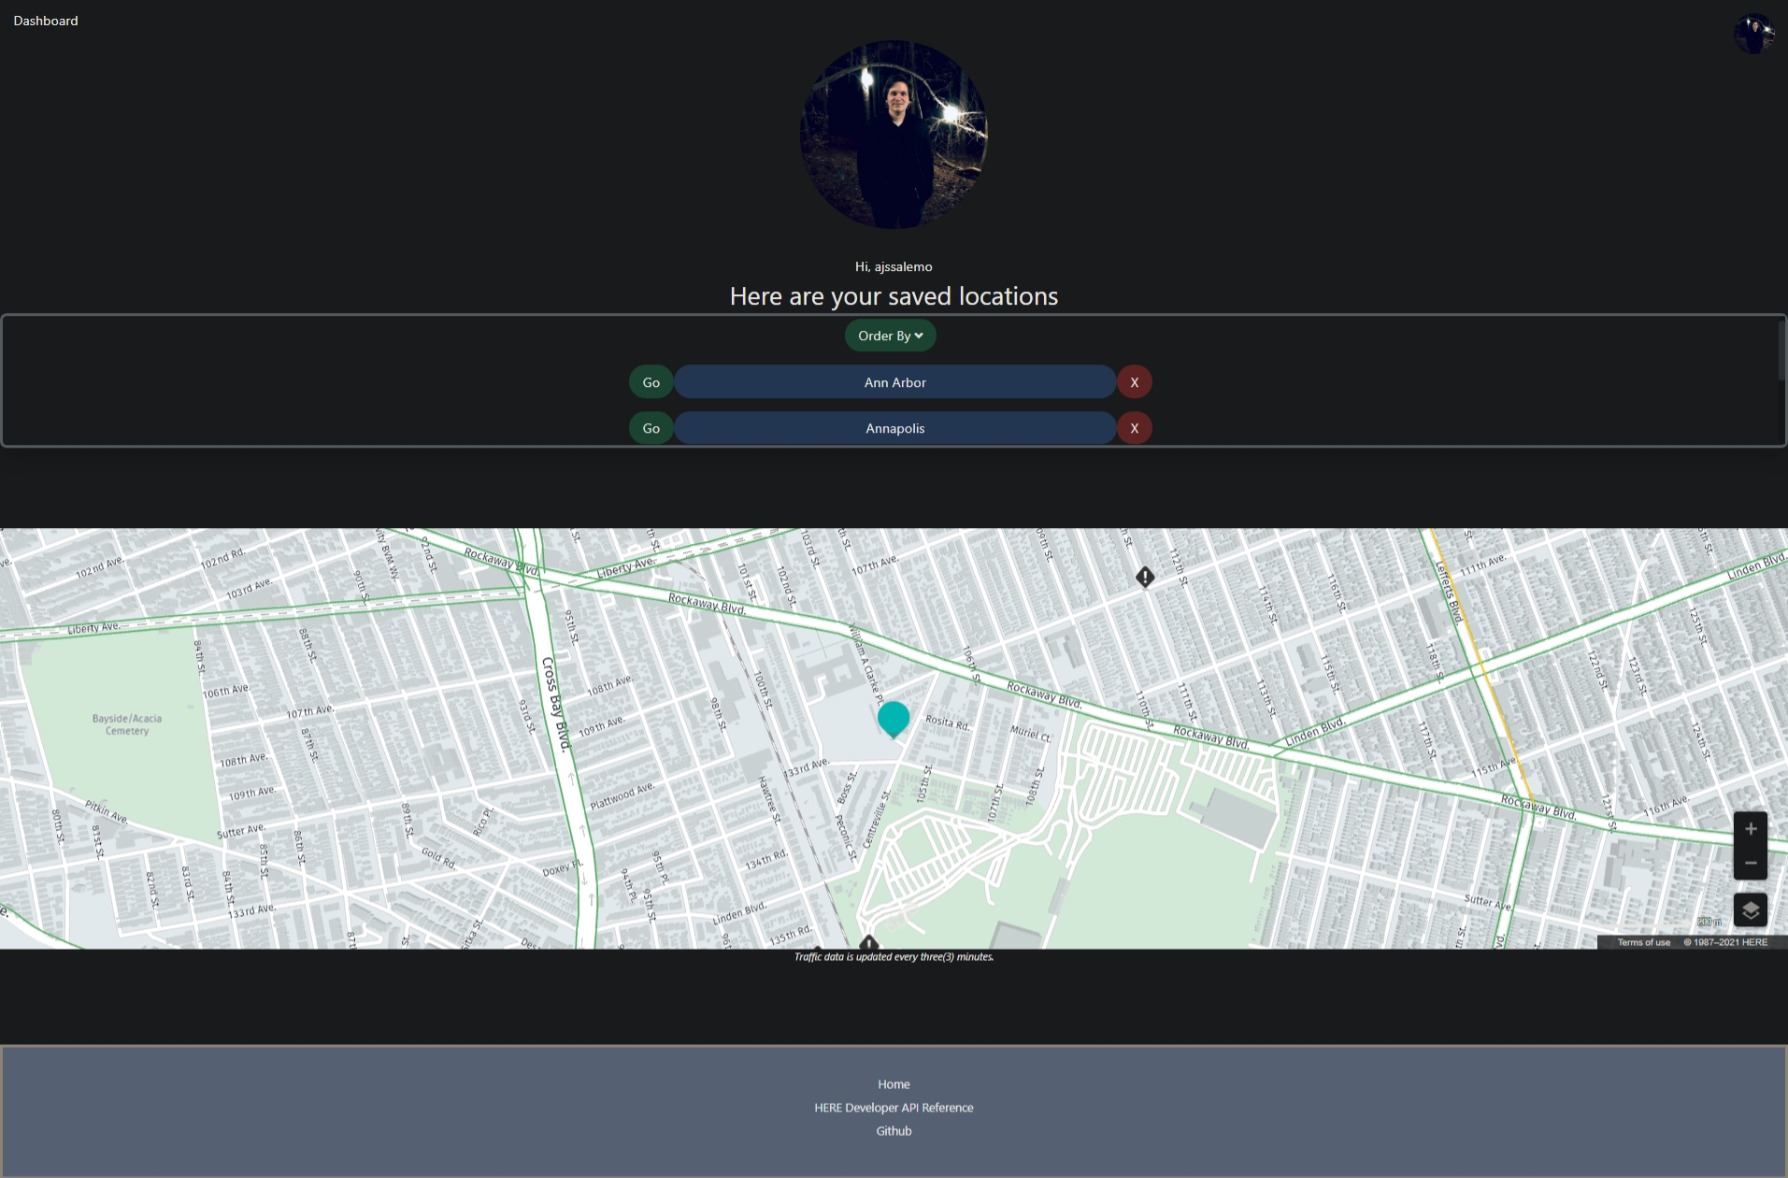 Dashboard
Hi, ajssalemo
Here are your saved locations
Order By
Go Ann Arbor X
Go Annapolis X
102nd Ave.
102nd Rd.
103rd Ave.
90th St.
92nd St.
Rockaway Blvd.
Liberty Ave.
101st St.
102nd St.
103rd St.
107th Ave.
109th St.
112th St.
114th St.
116th St.
Lefferts Blvd.
111th Ave.
Linden Blvd.
Liberty Ave.
84th St.
88th St.
95th St.
Rockaway Blvd.
William A Clarke Pl.
106th St.
125th St.
106th Ave.
107th Ave.
Cross Bay Blvd.
108th Ave.
100th St.
Rockaway Blvd.
115th St.
118th St.
122nd St.
123rd St.
Bayside/Acacia
Cemetery
87th St.
93rd St.
109th Ave.
98th St.
Rosita Rd.
Muriel Ct.
110th St.
111th St.
113th St.
Rockaway Blvd.
Linden Blvd.
117th St.
124th St.
108th Ave.
109th Ave.
133rd Ave.
Hawtree St.
Boss St.
105th St.
107th St.
108th St.
115th Ave.
Plattwood Ave.
Pitkin Ave.
Sutter Ave.
80th St.
81st St.
86th St.
89th St.
Rico Pl.
Peconic St.
Centreville St.
Rockaway Blvd.
121st St.
116th Ave.
Gold Rd.
Doxey Pl.
134th Rd.
82nd St.
83rd St.
84th St.
85th St.
133rd Ave.
94th Pl.
95th Pl.
95th St.
Linden Blvd.
135th Rd.
Sutter Ave.
200 m
Terms of use © 1987–2021 HERE
Traffic data is updated every three(3) minutes.
Home
HERE Developer API Reference
Github